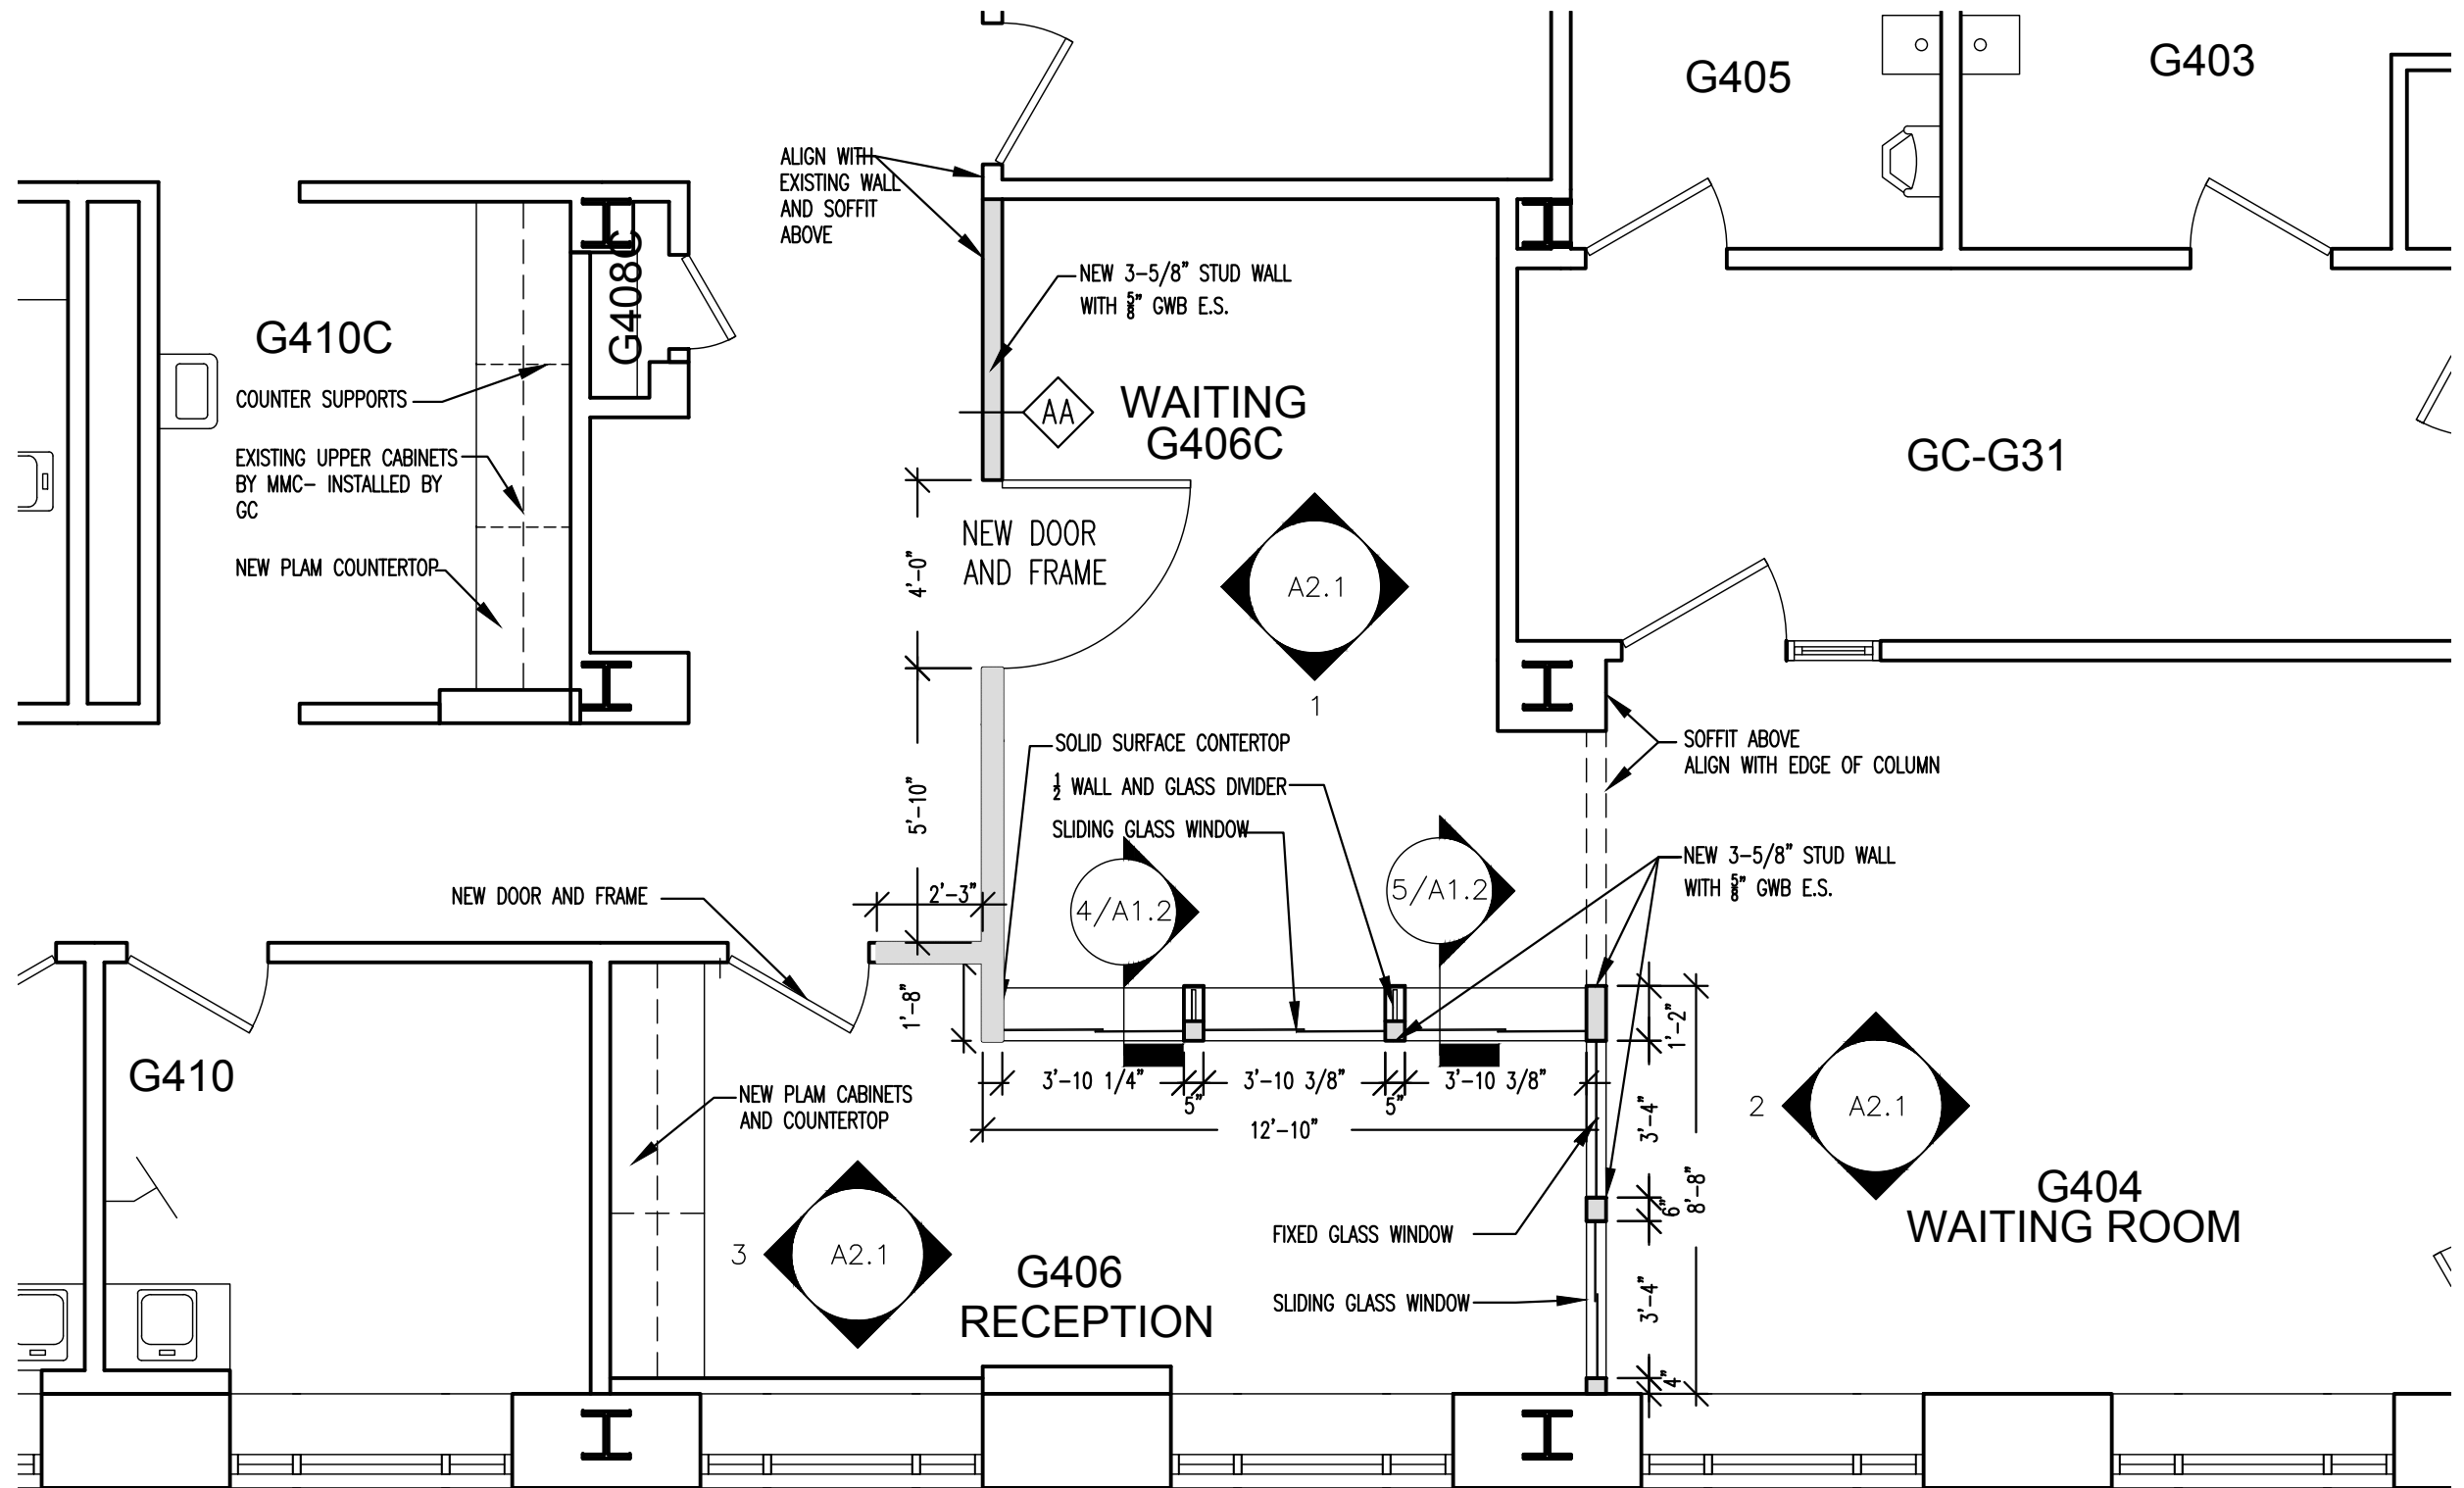 G405
G403
ALIGN WITH
EXISTING WALL
AND SOFFIT
ABOVE
G408C
NEW 3-5/8" STUD WALL
WITH 5/8" GWB E.S.
G410C
COUNTER SUPPORTS
EXISTING UPPER CABINETS
BY MMC- INSTALLED BY
GC
NEW PLAM COUNTERTOP
AA
WAITING
G406C
GC-G31
NEW DOOR
AND FRAME
4'-0"
A2.1
1
SOLID SURFACE CONTERTOP
1/2 WALL AND GLASS DIVIDER
SLIDING GLASS WINDOW
SOFFIT ABOVE
ALIGN WITH EDGE OF COLUMN
5'-10"
NEW 3-5/8" STUD WALL
WITH 5/8" GWB E.S.
NEW DOOR AND FRAME
2'-3"
4/A1.2
5/A1.2
1'-8"
1'-2"
G410
3'-10 1/4"
3'-10 3/8"
3'-10 3/8"
5"
5"
12'-10"
NEW PLAM CABINETS
AND COUNTERTOP
3'-4"
2
A2.1
8'-8"
6"
G404
WAITING ROOM
3
A2.1
G406
RECEPTION
FIXED GLASS WINDOW
SLIDING GLASS WINDOW
3'-4"
4"